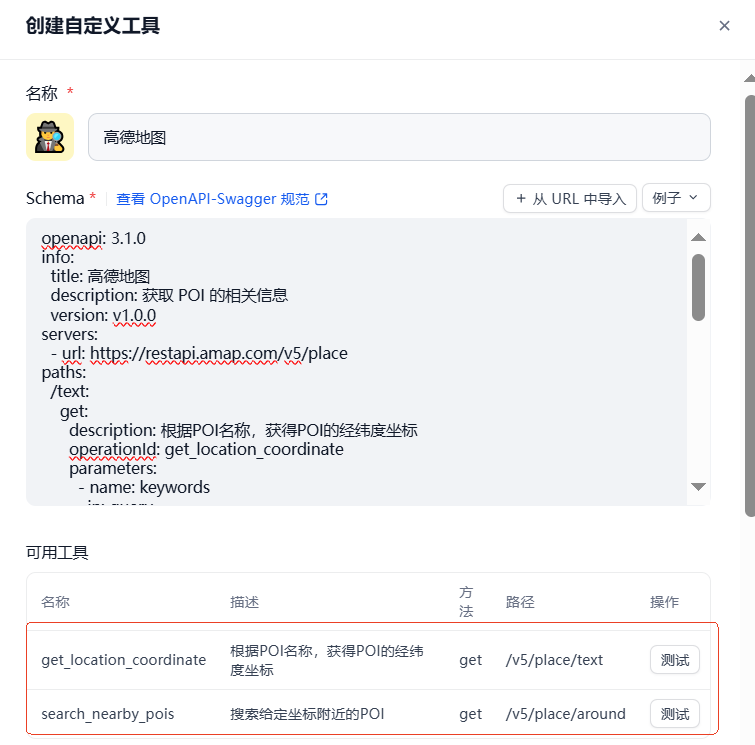 创建自定义工具
名称 *
高德地图
Schema * 查看 OpenAPI-Swagger 规范 + 从 URL 中导入 例子
openapi: 3.1.0
info:
title: 高德地图
description: 获取 POI 的相关信息
version: v1.0.0
servers:
- url: https://restapi.amap.com/v5/place
paths:
/text:
get:
description: 根据POI名称，获得POI的经纬度坐标
operationId: get_location_coordinate
parameters:
- name: keywords
in: query
可用工具
名称 描述 方法 路径 操作
get_location_coordinate 根据POI名称，获得POI的经纬度坐标 get /v5/place/text 测试
search_nearby_pois 搜索给定坐标附近的POI get /v5/place/around 测试